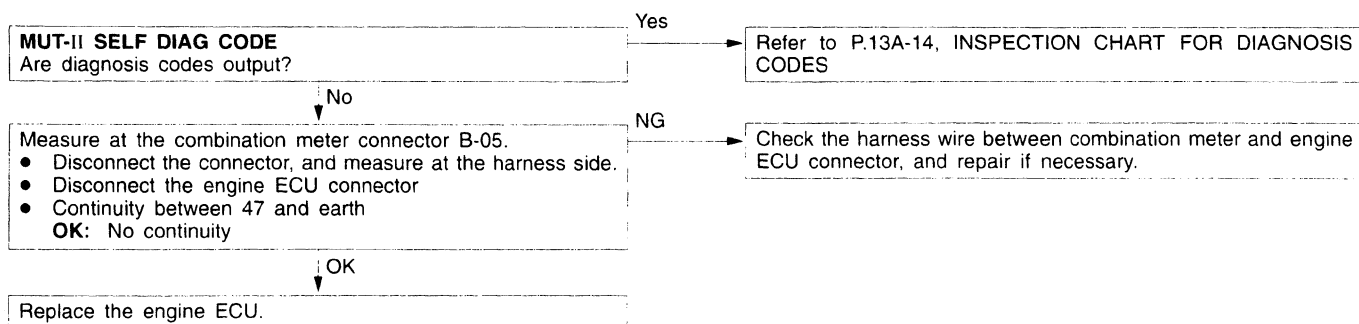 Yes
MUT-II SELF DIAG CODE
Are diagnosis codes output?
Refer to P.13A-14, INSPECTION CHART FOR DIAGNOSIS
CODES
No
NG
Measure at the combination meter connector B-05.
● Disconnect the connector, and measure at the harness side.
● Disconnect the engine ECU connector
● Continuity between 47 and earth
OK: No continuity
Check the harness wire between combination meter and engine
ECU connector, and repair if necessary.
OK
Replace the engine ECU.